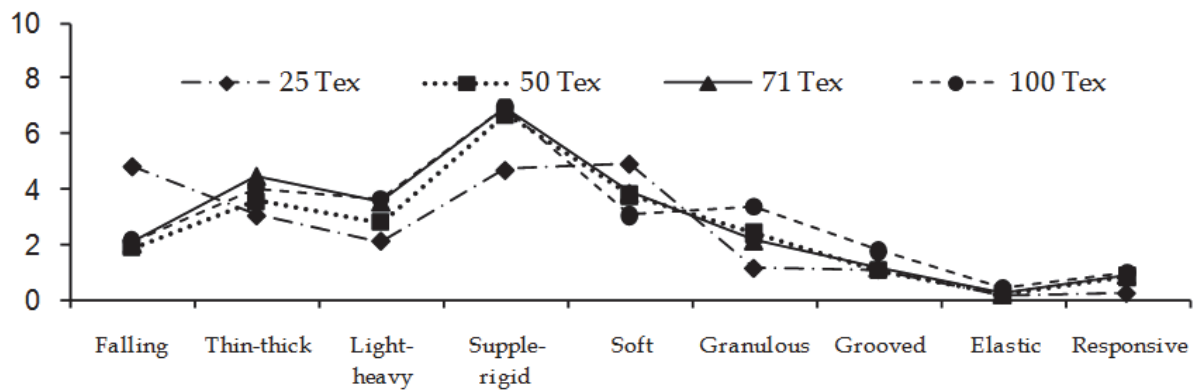 10
8
6
4
2
0
25 Tex
50 Tex
71 Tex
100 Tex
Falling
Thin-thick
Light-
heavy
Supple-
rigid
Soft
Granulous
Grooved
Elastic
Responsive